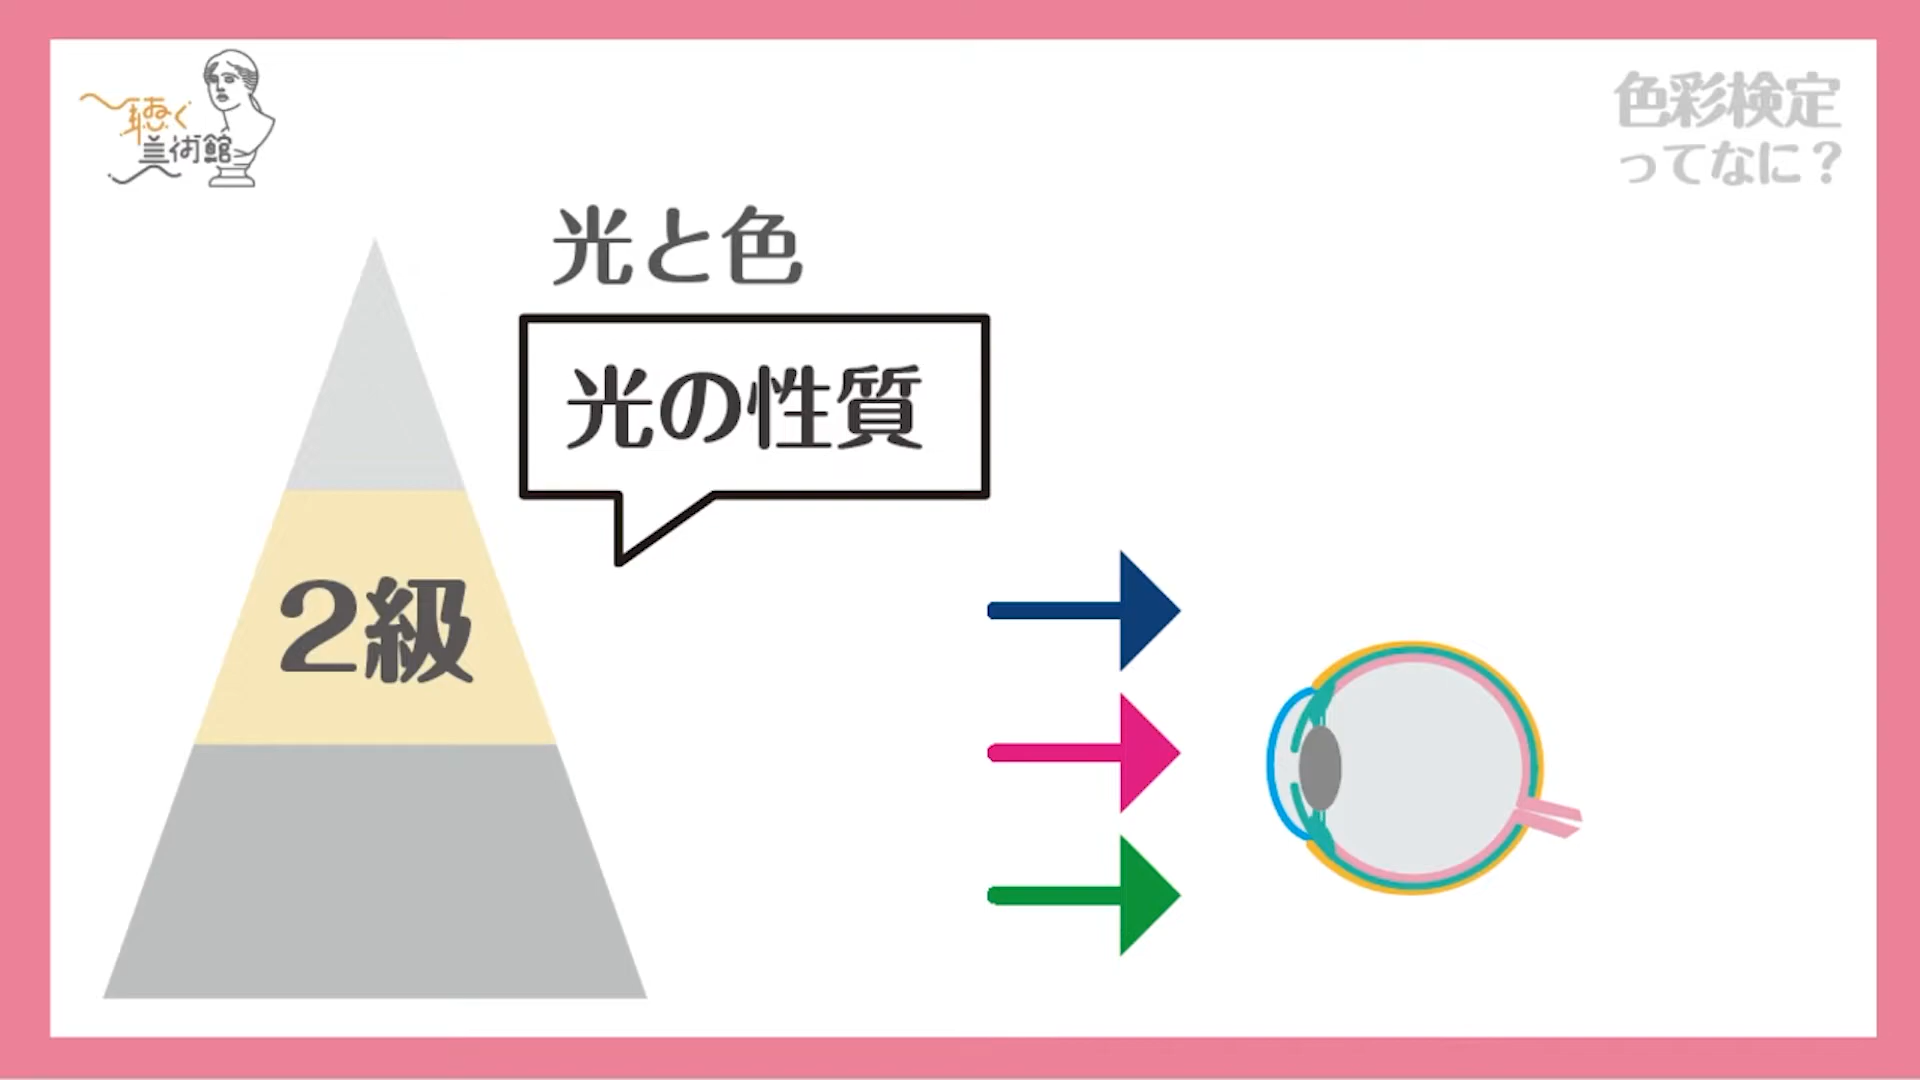 聴く
美術館
色彩検定
ってなに？
光と色
光の性質
2級